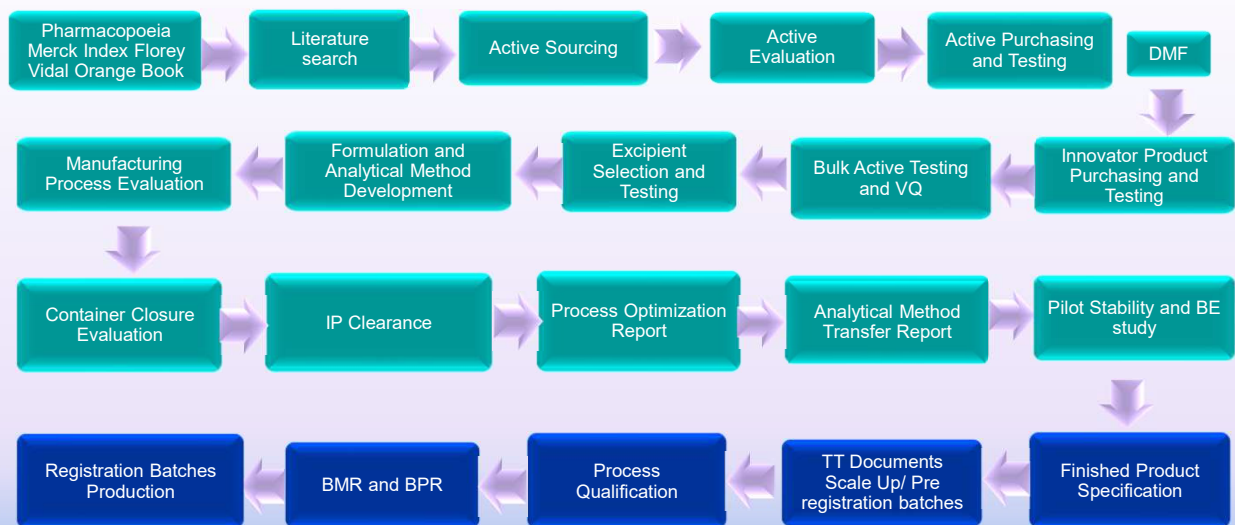 Pharmacopoeia
Merck Index Florey
Vidal Orange Book
Literature
search
Active Sourcing
Active
Evaluation
Active Purchasing
and Testing
DMF
Manufacturing
Process Evaluation
Formulation and
Analytical Method
Development
Excipient
Selection and
Testing
Bulk Active Testing
and VQ
Innovator Product
Purchasing and
Testing
Container Closure
Evaluation
IP Clearance
Process Optimization
Report
Analytical Method
Transfer Report
Pilot Stability and BE
study
Registration Batches
Production
BMR and BPR
Process
Qualification
TT Documents
Scale Up/ Pre
registration batches
Finished Product
Specification